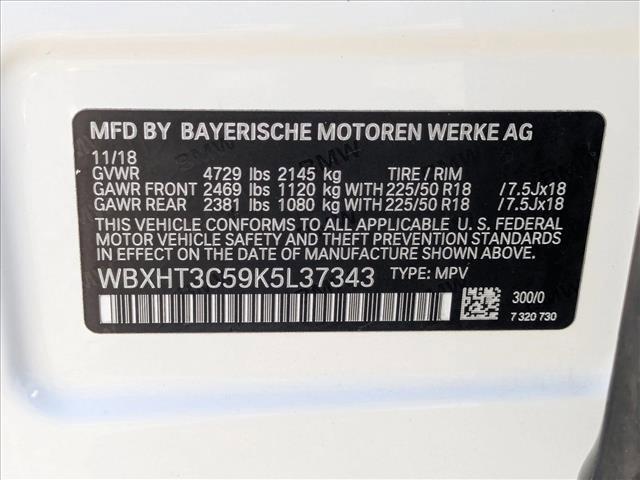 MFD BY BAYERISCHE MOTOREN WERKE AG
11/18
GVWR 4729 lbs 2145 kg TIRE / RIM
GAWR FRONT 2469 lbs 1120 kg WITH 225/50 R18 /7.5Jx18
GAWR REAR 2381 lbs 1080 kg WITH 225/50 R18 /7.5Jx18
THIS VEHICLE CONFORMS TO ALL APPLICABLE U. S. FEDERAL
MOTOR VEHICLE SAFETY AND THEFT PREVENTION STANDARDS
IN EFFECT ON THE DATE OF MANUFACTURE SHOWN ABOVE.
WBXHT3C59K5L37343 TYPE: MPV
300/0
7 320 730